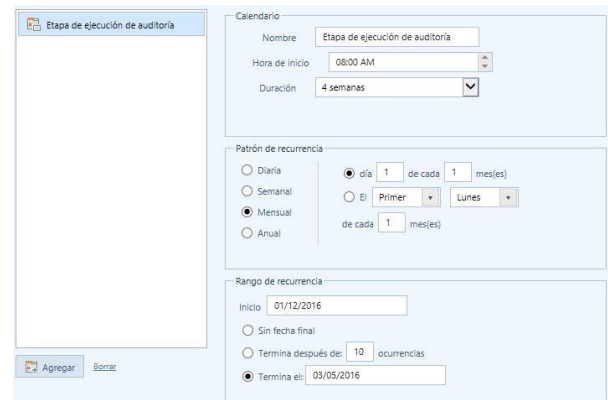 Etapa de ejecución de auditoría
Agregar
Borrar
Calendario
Nombre
Etapa de ejecución de auditoría
Hora de inicio
08:00 AM
Duración
4 semanas
Patrón de recurrencia
Diaria
Semanal
Mensual
Anual
día 1 de cada 1 mes(es)
El Primer Lunes
de cada 1 mes(es)
Rango de recurrencia
Inicio 01/12/2016
Sin fecha final
Termina después de: 10 ocurrencias
Termina el: 03/05/2016